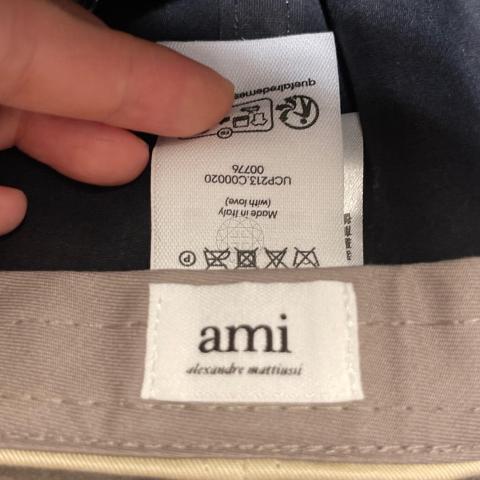 ami
alexandre mattiussi
Made in Italy
(with love)
UCP213.C00020
00776
quefairedemes
P